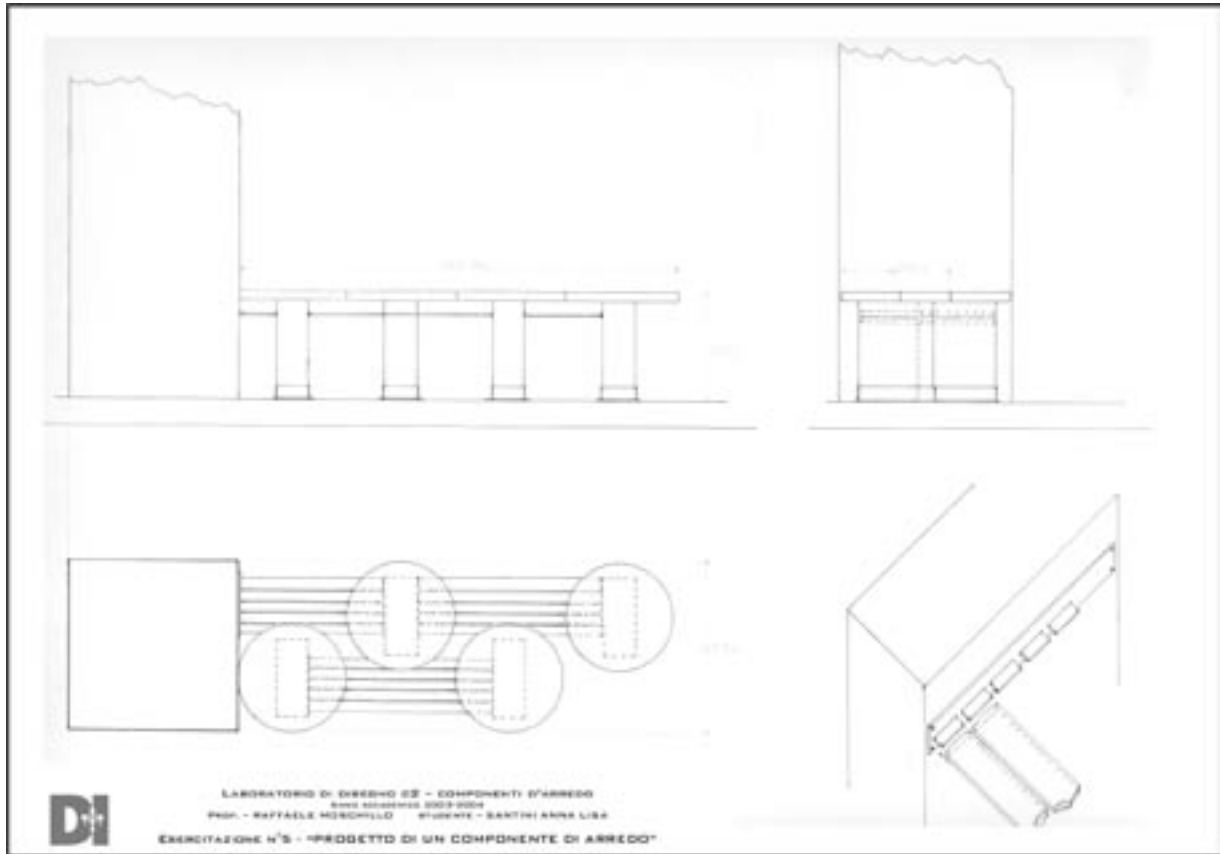 DI
LABORATORIO DI DISEGNO C2 - COMPONENTI D'ARREDO
ANNO ACCADEMICO 2003-2004
PROF. - RAFFAELE MOSCHILLO STUDENTE - SANTINI ANNA LISA
ESERCITAZIONE N°5 - "PROGETTO DI UN COMPONENTE DI ARREDO"